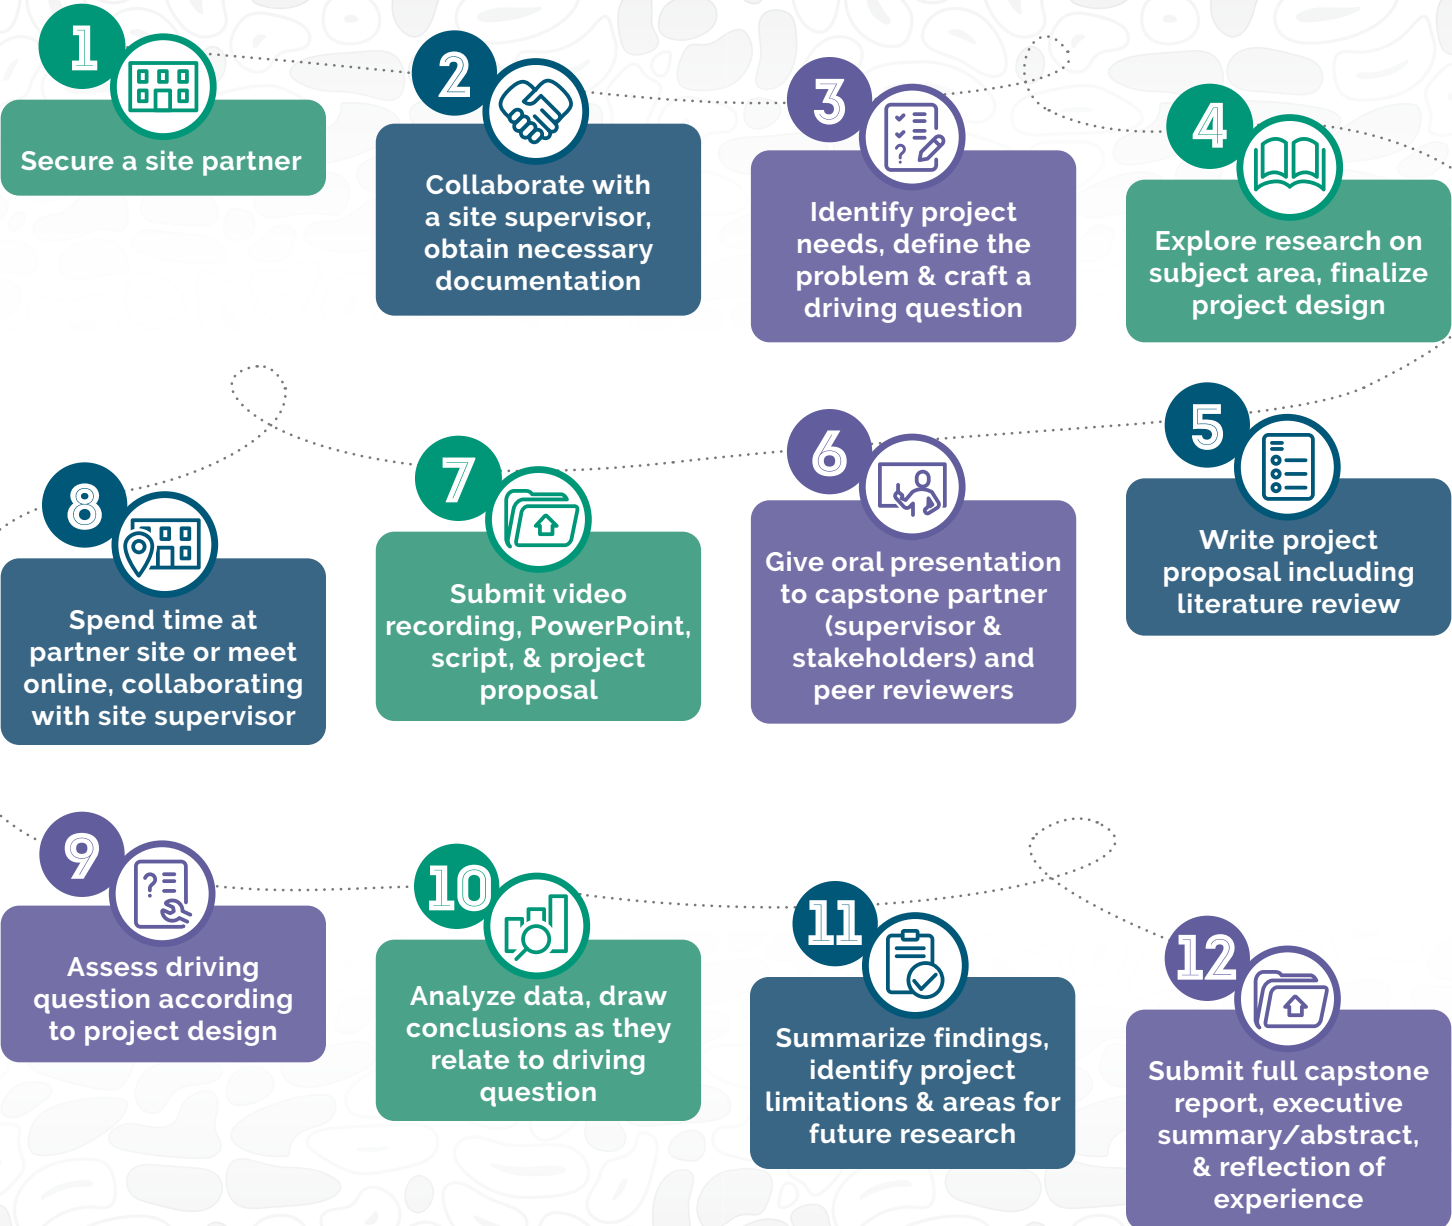 1
Secure a site partner
2
Collaborate with
a site supervisor,
obtain necessary
documentation
3
Identify project
needs, define the
problem & craft a
driving question
4
Explore research on
subject area, finalize
project design
5
Write project
proposal including
literature review
6
Give oral presentation
to capstone partner
(supervisor &
stakeholders) and
peer reviewers
7
Submit video
recording, PowerPoint,
script, & project
proposal
8
Spend time at
partner site or meet
online, collaborating
with site supervisor
9
Assess driving
question according
to project design
10
Analyze data, draw
conclusions as they
relate to driving
question
11
Summarize findings,
identify project
limitations & areas for
future research
12
Submit full capstone
report, executive
summary/abstract,
& reflection of
experience